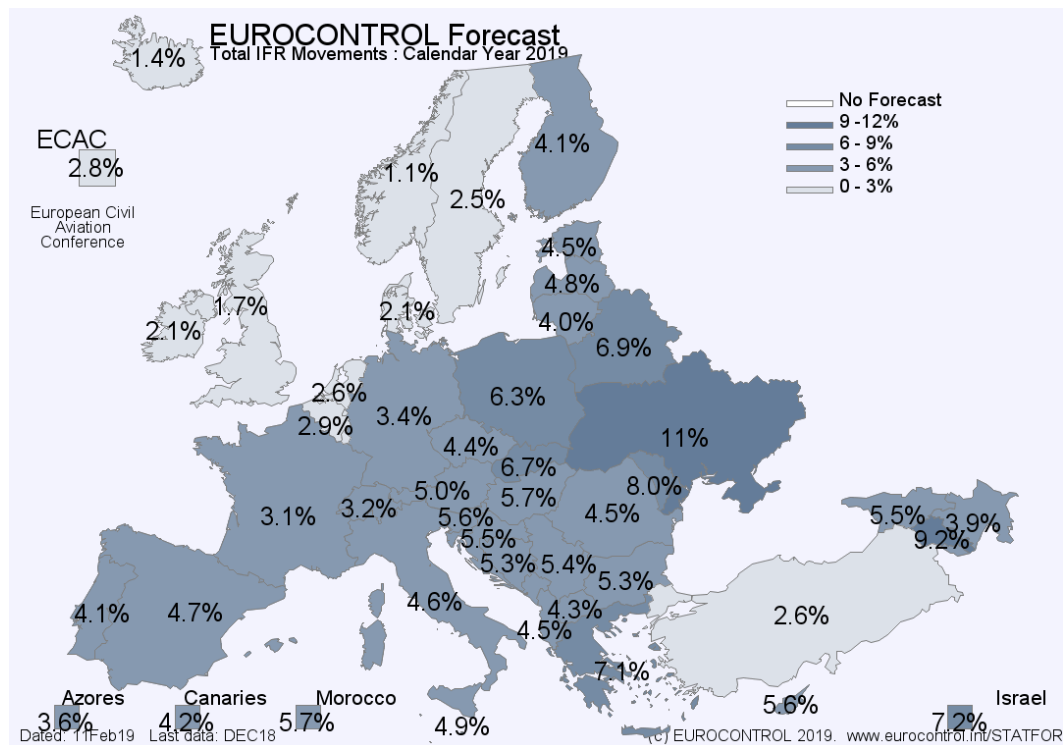 EUROCONTROL Forecast
Total IFR Movements : Calendar Year 2019
1.4%
No Forecast
9 -12%
6 - 9%
3 - 6%
0 - 3%
ECAC
2.8%
European Civil
Aviation
Conference
4.1%
1.1%
2.5%
4.5%
4.8%
4.0%
1.7%
2.1%
2.1%
6.9%
2.6%
6.3%
2.9%
3.4%
11%
4.4%
6.7%
8.0%
5.0%
5.7%
3.1%
3.2%
4.5%
5.6%
5.5%
5.5%
3.9%
9.2%
5.3%
5.4%
5.3%
4.1%
4.7%
4.6%
4.3%
4.5%
2.6%
7.1%
Azores
Canaries
Morocco
5.6%
Israel
3.6%
4.2%
5.7%
4.9%
7.2%
Dated: 11Feb19 Last data: DEC18
(c) EUROCONTROL 2019. www.eurocontrol.int/STATFOR